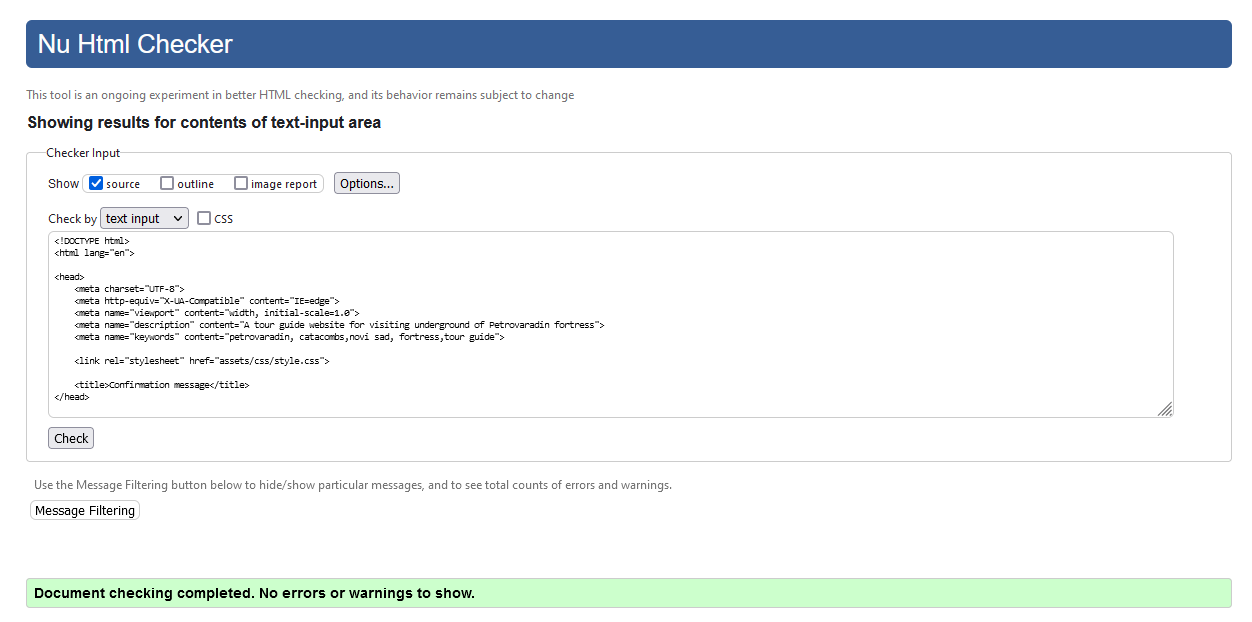 Nu Html Checker
This tool is an ongoing experiment in better HTML checking, and its behavior remains subject to change
Showing results for contents of text-input area
Checker Input
Show source outline image report Options...
Check by text input CSS
<!DOCTYPE html>
<html lang="en">
<head>
<meta charset="UTF-8">
<meta http-equiv="X-UA-Compatible" content="IE=edge">
<meta name="viewport" content="width, initial-scale=1.0">
<meta name="description" content="A tour guide website for visiting underground of Petrovaradin fortress">
<meta name="keywords" content="petrovaradin, catacombs,novi sad, fortress,tour guide">
<link rel="stylesheet" href="assets/css/style.css">
<title>Confirmation message</title>
</head>
Check
Use the Message Filtering button below to hide/show particular messages, and to see total counts of errors and warnings.
Message Filtering
Document checking completed. No errors or warnings to show.